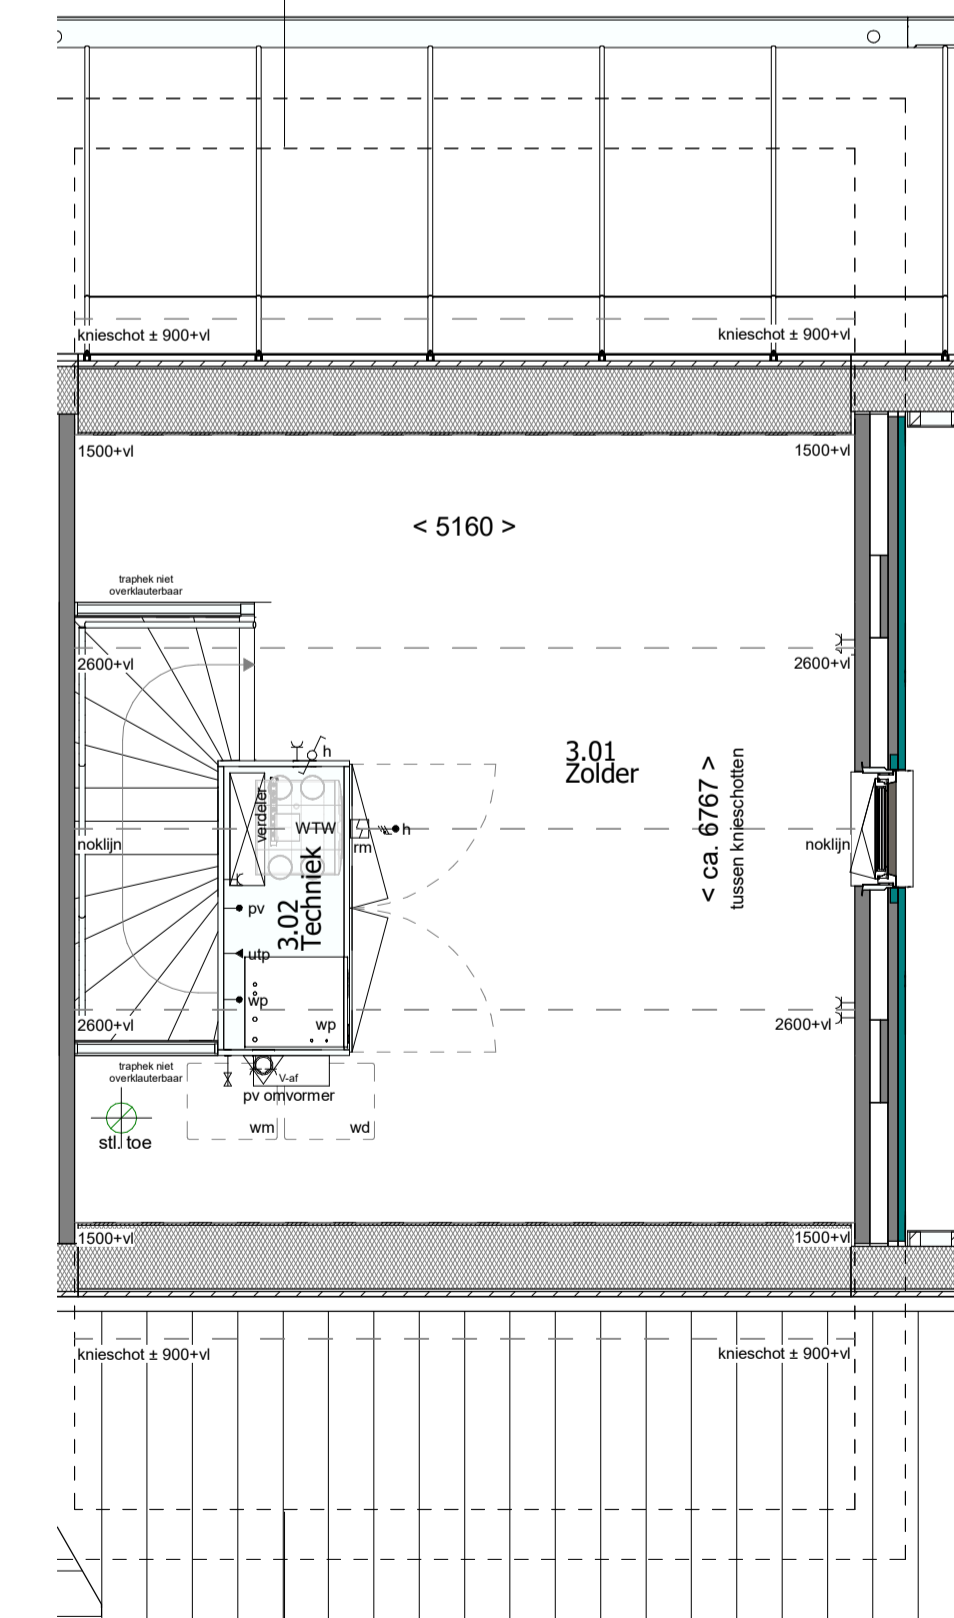 knieschot ± 900+vl
knieschot ± 900+vl
1500+vl
1500+vl
< 5160 >
traphek niet
overklauterbaar
2600+vl
2600+vl
3.01
Zolder
< ca. 6767 >
tussen knieschotten
h
verdeler
WTW
h
rm
noklijn
noklijn
3.02
Techniek
pv
utp
wp
wp
2600+vl
2600+vl
traphek niet
overklauterbaar
V-af
pv omvormer
wm
wd
stl. toe
1500+vl
1500+vl
knieschot ± 900+vl
knieschot ± 900+vl